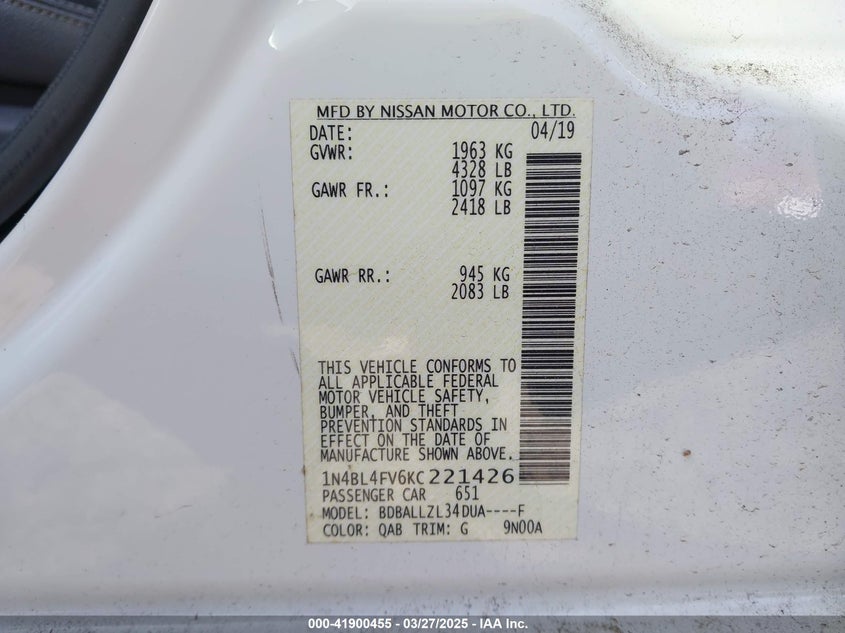 MFD BY NISSAN MOTOR CO., LTD.
DATE: 04/19
GVWR: 1963 KG
4328 LB
GAWR FR.: 1097 KG
2418 LB
GAWR RR.: 945 KG
2083 LB
THIS VEHICLE CONFORMS TO
ALL APPLICABLE FEDERAL
MOTOR VEHICLE SAFETY,
BUMPER, AND THEFT
PREVENTION STANDARDS IN
EFFECT ON THE DATE OF
MANUFACTURE SHOWN ABOVE.
1N4BL4FV6KC221426
PASSENGER CAR 651
MODEL: BDBALLZL34DUA----F
COLOR: QAB TRIM: G 9N00A
000-41900455 - 03/27/2025 - IAA Inc.